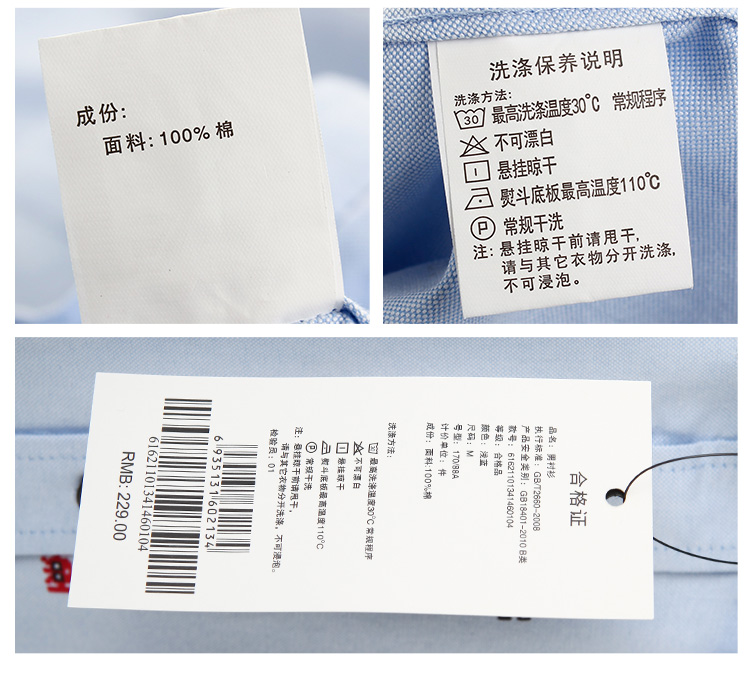 成份:
面料: 100% 棉
洗涤保养说明
洗涤方法:
30 最高洗涤温度30℃ 常规程序
不可漂白
悬挂晾干
熨斗底板最高温度110℃
P 常规干洗
注: 悬挂晾干前请甩干,
请与其它衣物分开洗涤,
不可浸泡。
合格证
品名: 男衬衫
执行标准: GB/T2660-2008
产品安全类别: GB18401-2010 B类
款号: 61621101341460104
等级: 合格品
颜色: 浅蓝
尺码: M
号型: 170/88A
计价单位: 件
成份: 面料:100%棉
洗涤方法:
30 最高洗涤温度30℃ 常规程序
不可漂白
悬挂晾干
熨斗底板最高温度110℃
P 常规干洗
注: 悬挂晾干前请甩干,
请与其它衣物分开洗涤, 不可浸泡。
检验员: 01
6935131602134
61621101341460104
RMB: 229.00